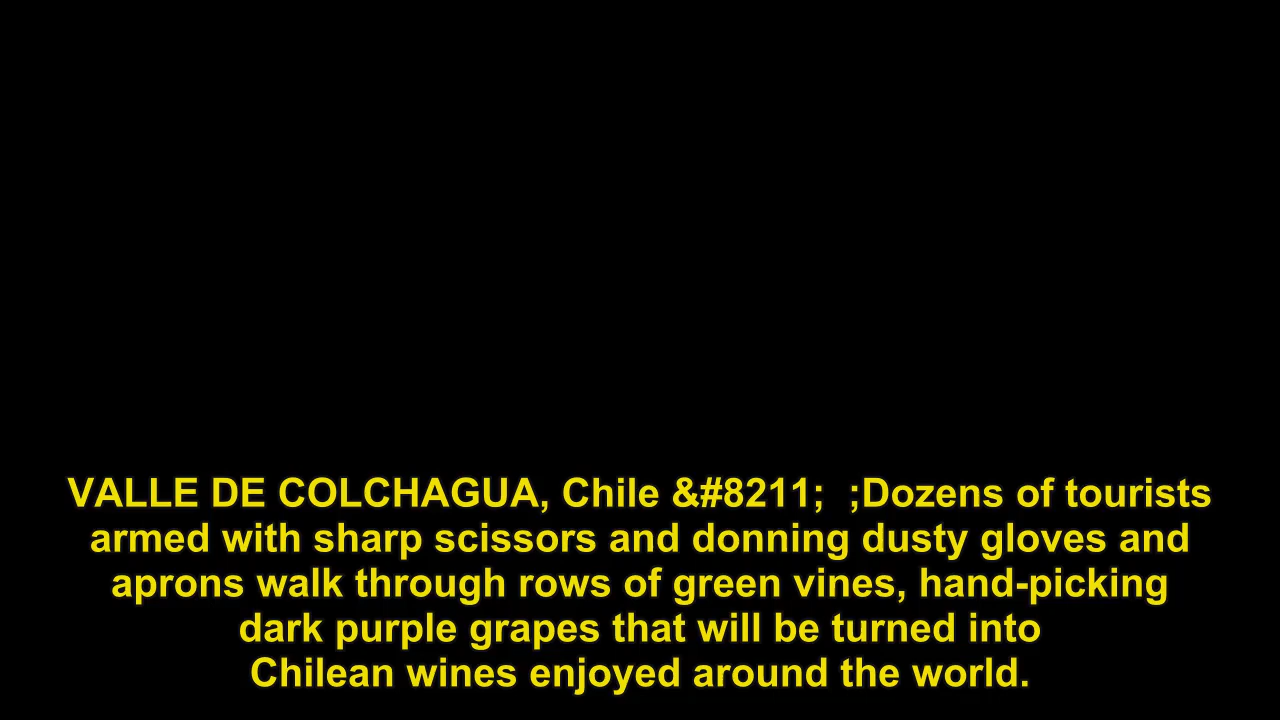 VALLE DE COLCHAGUA, Chile &#8211;  ;Dozens of tourists
armed with sharp scissors and donning dusty gloves and
aprons walk through rows of green vines, hand-picking
dark purple grapes that will be turned into
Chilean wines enjoyed around the world.